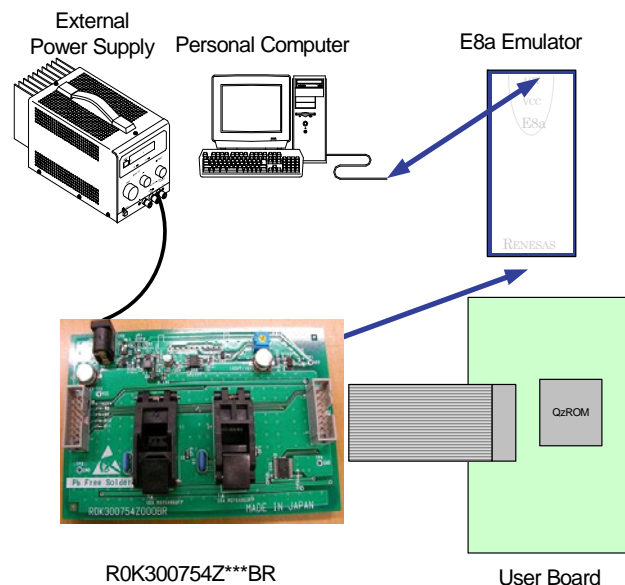 External
Power Supply
Personal Computer
E8a Emulator
VCC
E8a
RENESAS
QzROM
Pb Free Solder
R0K300754Z000BR
MADE IN JAPAN
R0K300754Z***BR
User Board